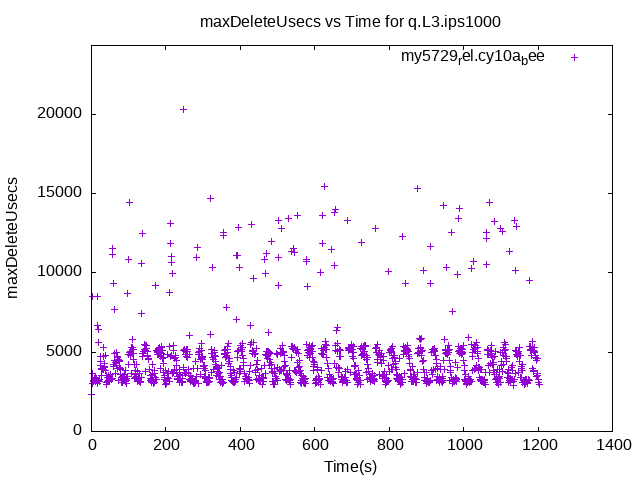 maxDeleteUsecs vs Time for q.L3.ips1000
my5729rel.cy10abee
maxDeleteUsecs
20000
15000
10000
5000
0
0 200 400 600 800 1000 1200 1400
Time(s)